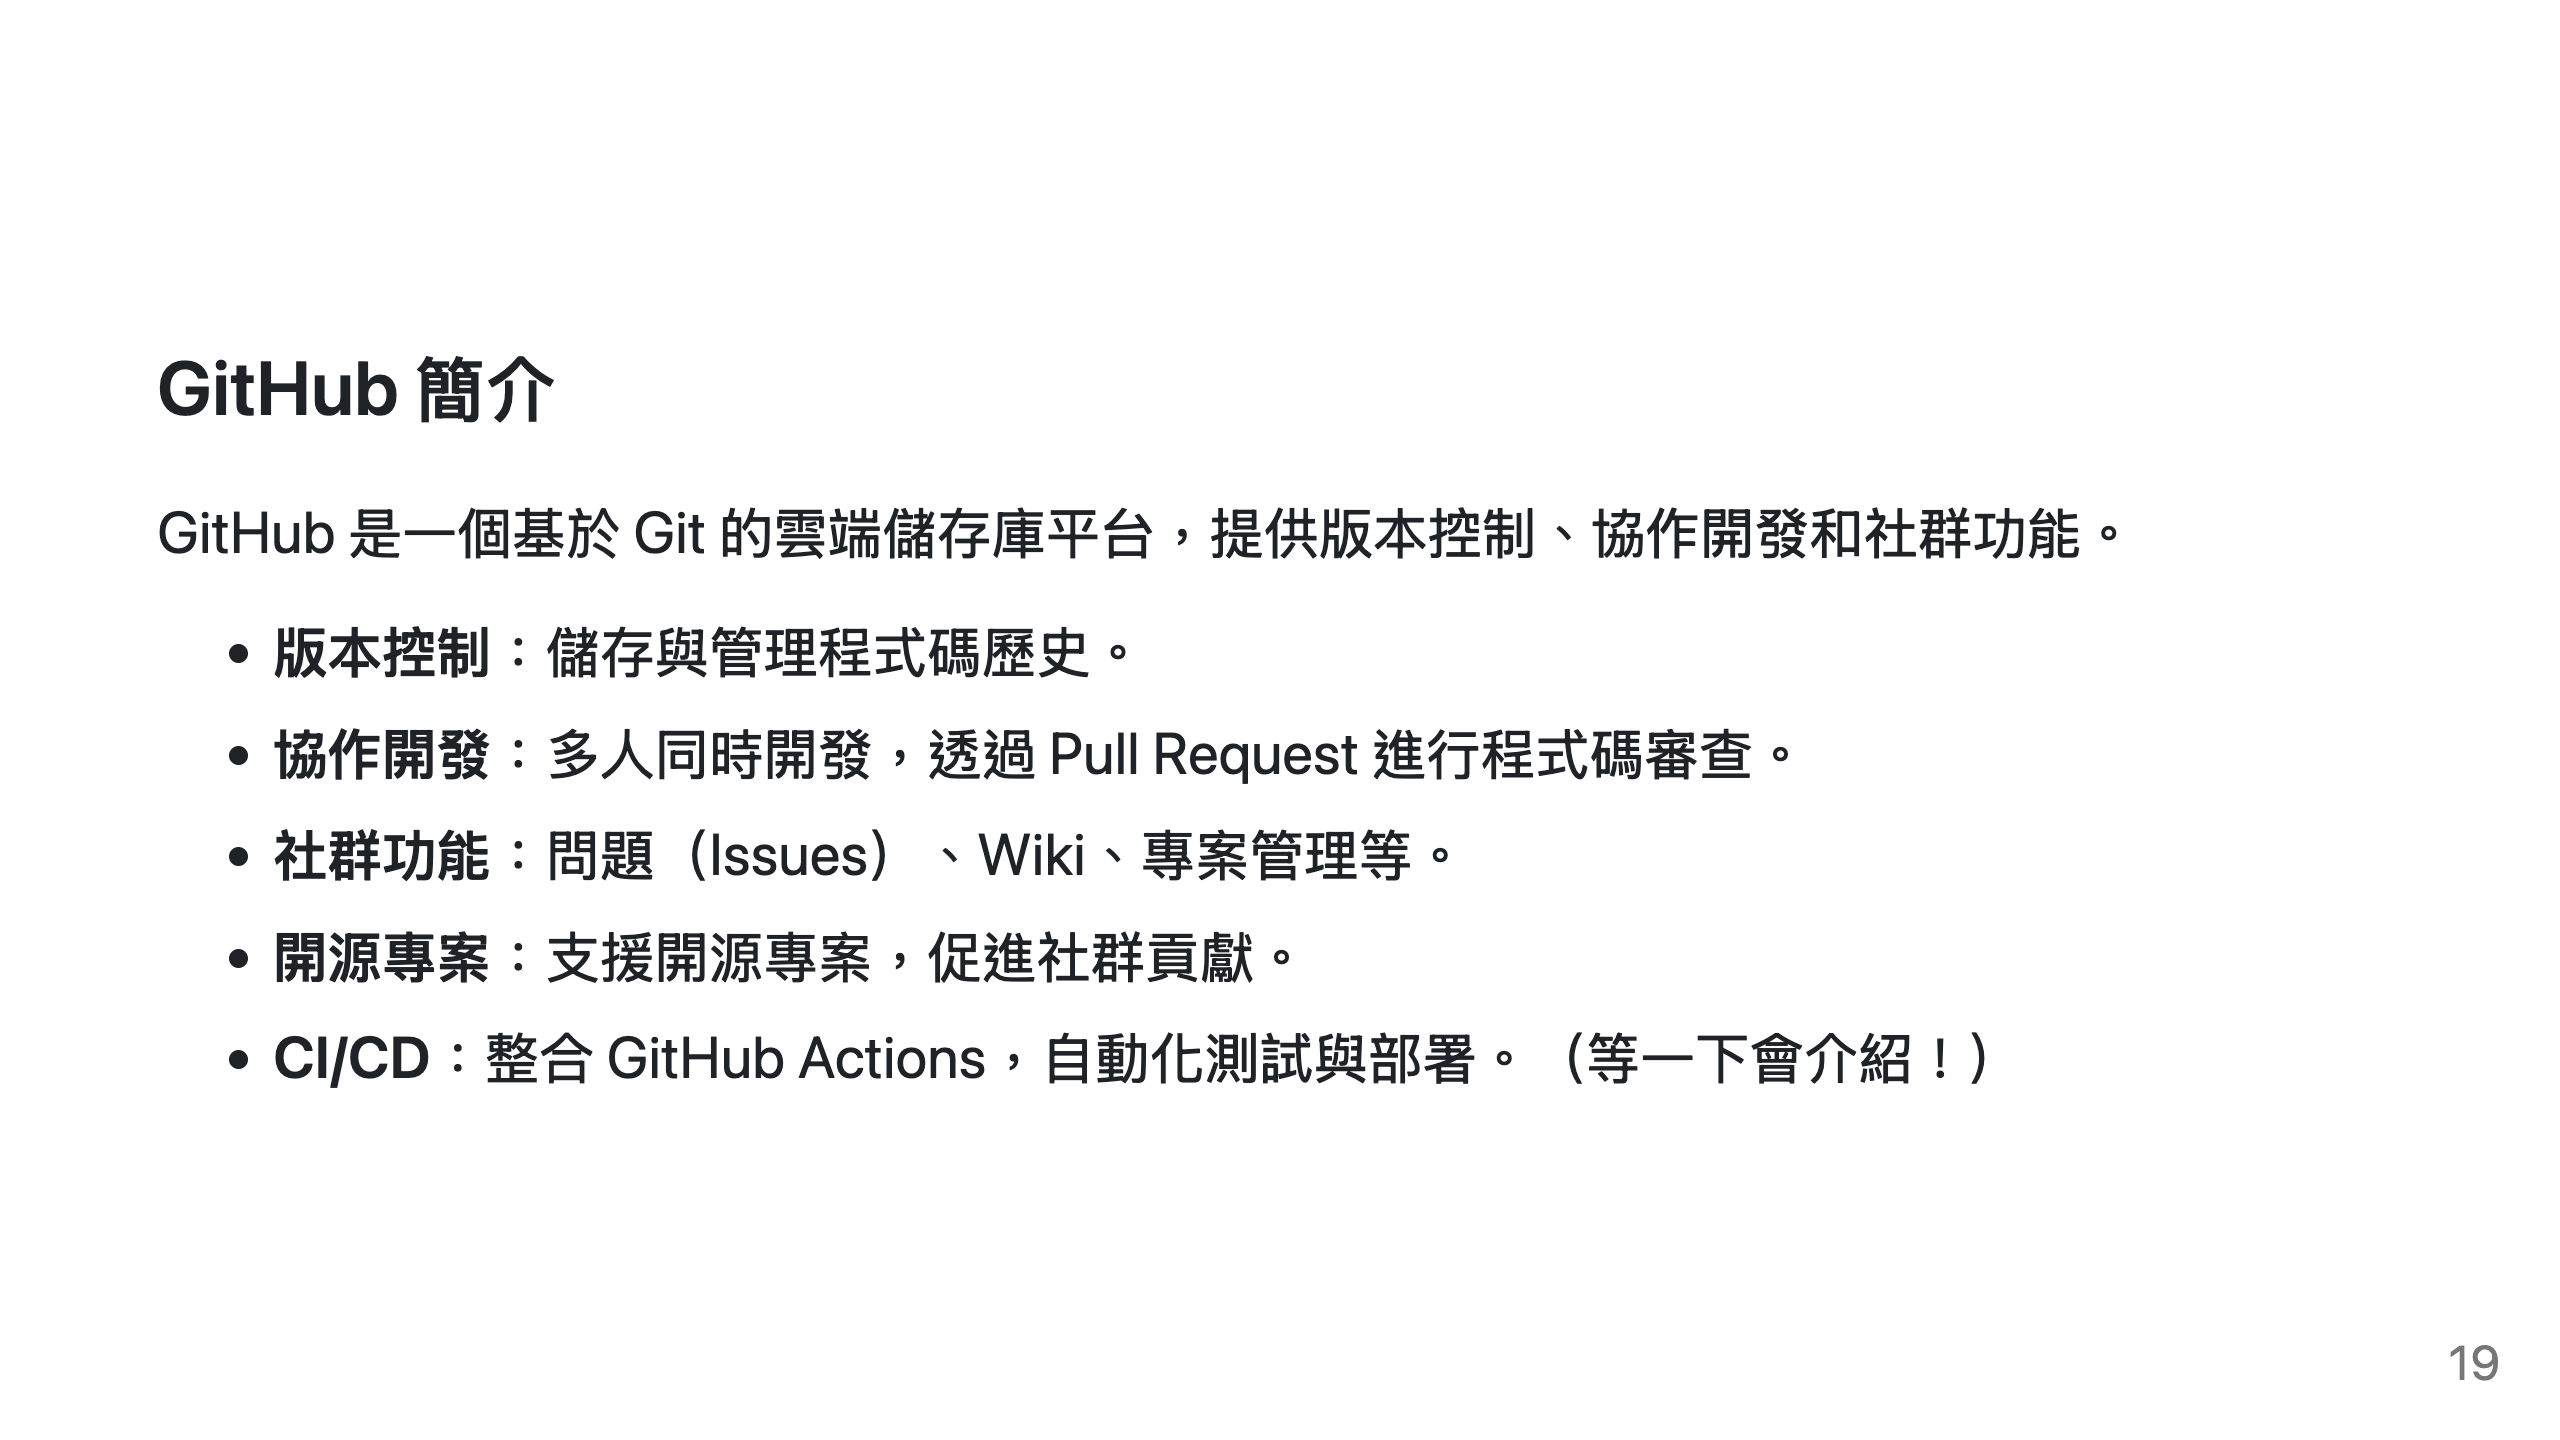 GitHub 簡介
GitHub 是一個基於 Git 的雲端儲存庫平台，提供版本控制、協作開發和社群功能。
• 版本控制：儲存與管理程式碼歷史。
• 協作開發：多人同時開發，透過 Pull Request 進行程式碼審查。
• 社群功能：問題（Issues）、Wiki、專案管理等。
• 開源專案：支援開源專案，促進社群貢獻。
• CI/CD：整合 GitHub Actions，自動化測試與部署。（等一下會介紹！）
19